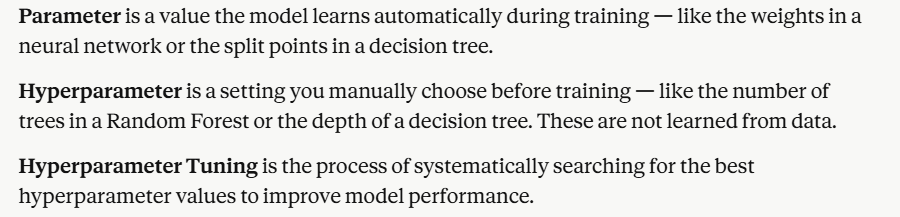 Parameter is a value the model learns automatically during training — like the weights in a
neural network or the split points in a decision tree.
Hyperparameter is a setting you manually choose before training — like the number of
trees in a Random Forest or the depth of a decision tree. These are not learned from data.
Hyperparameter Tuning is the process of systematically searching for the best
hyperparameter values to improve model performance.